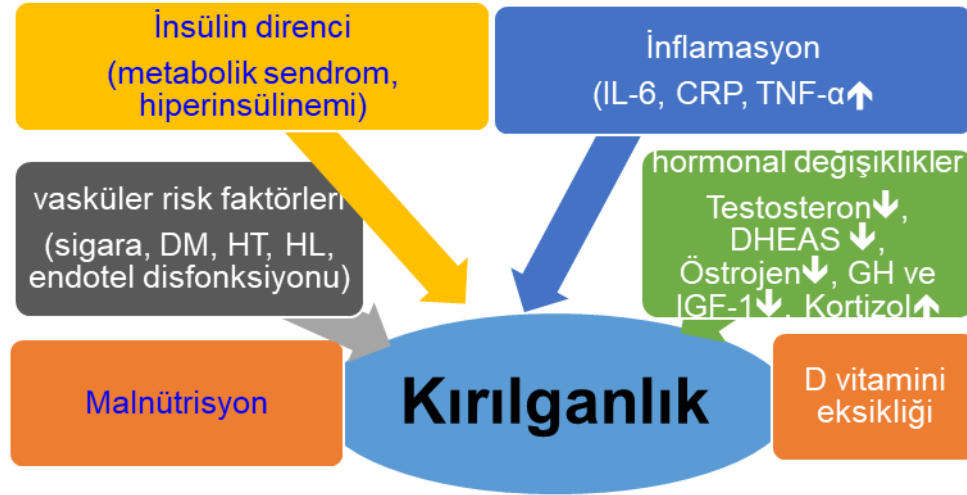 İnsülin direnci
(metabolik sendrom,
hiperinsülinemi)
İnflamasyon
(IL-6, CRP, TNF-α🡹
vasküler risk faktörleri
(sigara, DM, HT, HL,
endotel disfonksiyonu)
hormonal değişiklikler
Testosteron🡻,
DHEAS 🡻,
Östrojen🡻, GH ve
IGF-1🡻, Kortizol🡹
Malnütrisyon
Kırılganlık
D vitamini
eksikliği